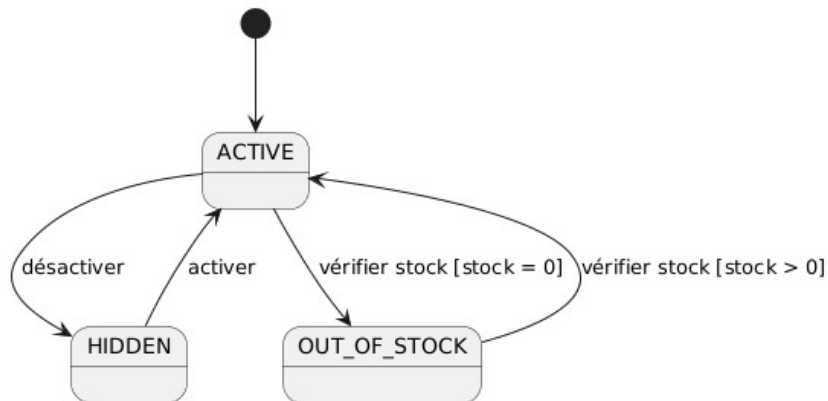 ACTIVE
désactiver
activer
vérifier stock [stock = 0]
vérifier stock [stock > 0]
HIDDEN
OUT_OF_STOCK